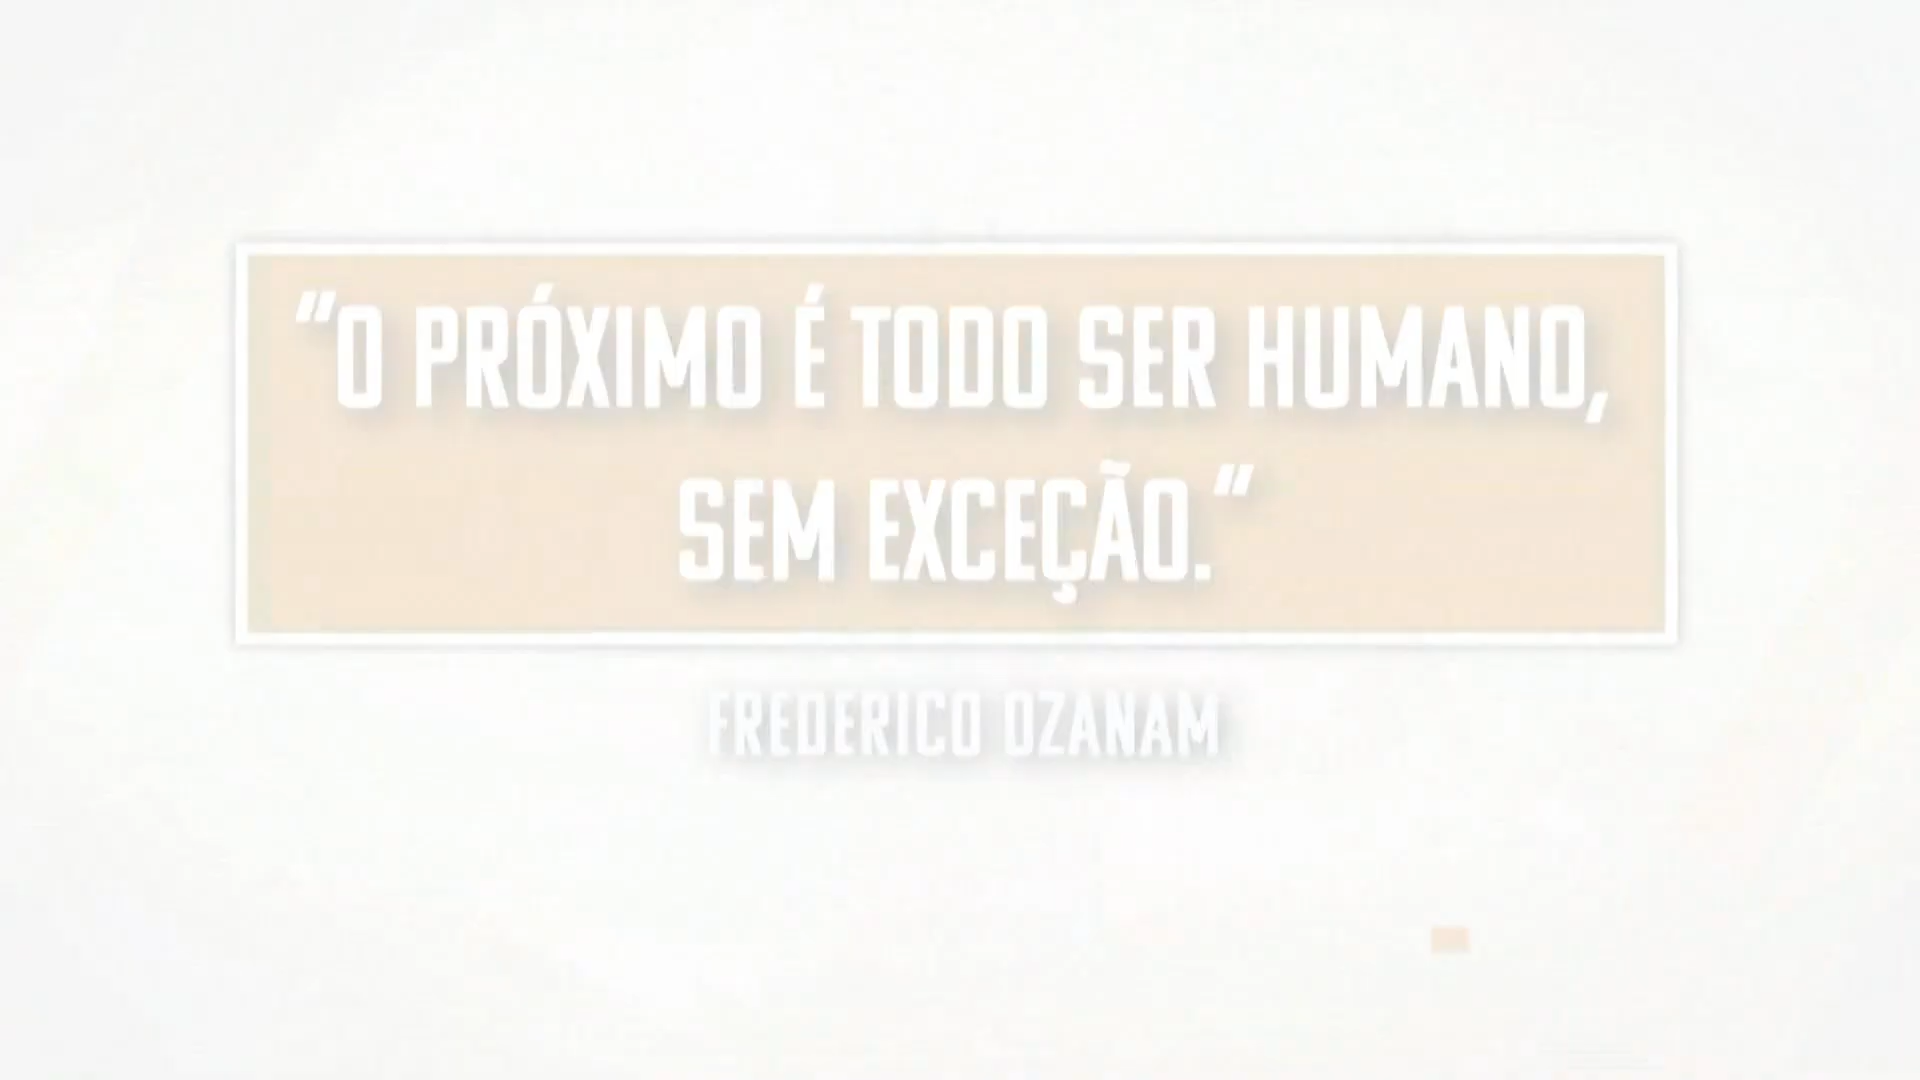 “O PRÓXIMO É TODO SER HUMANO,
SEM EXCEÇÃO.“
FREDERICO OZANAM